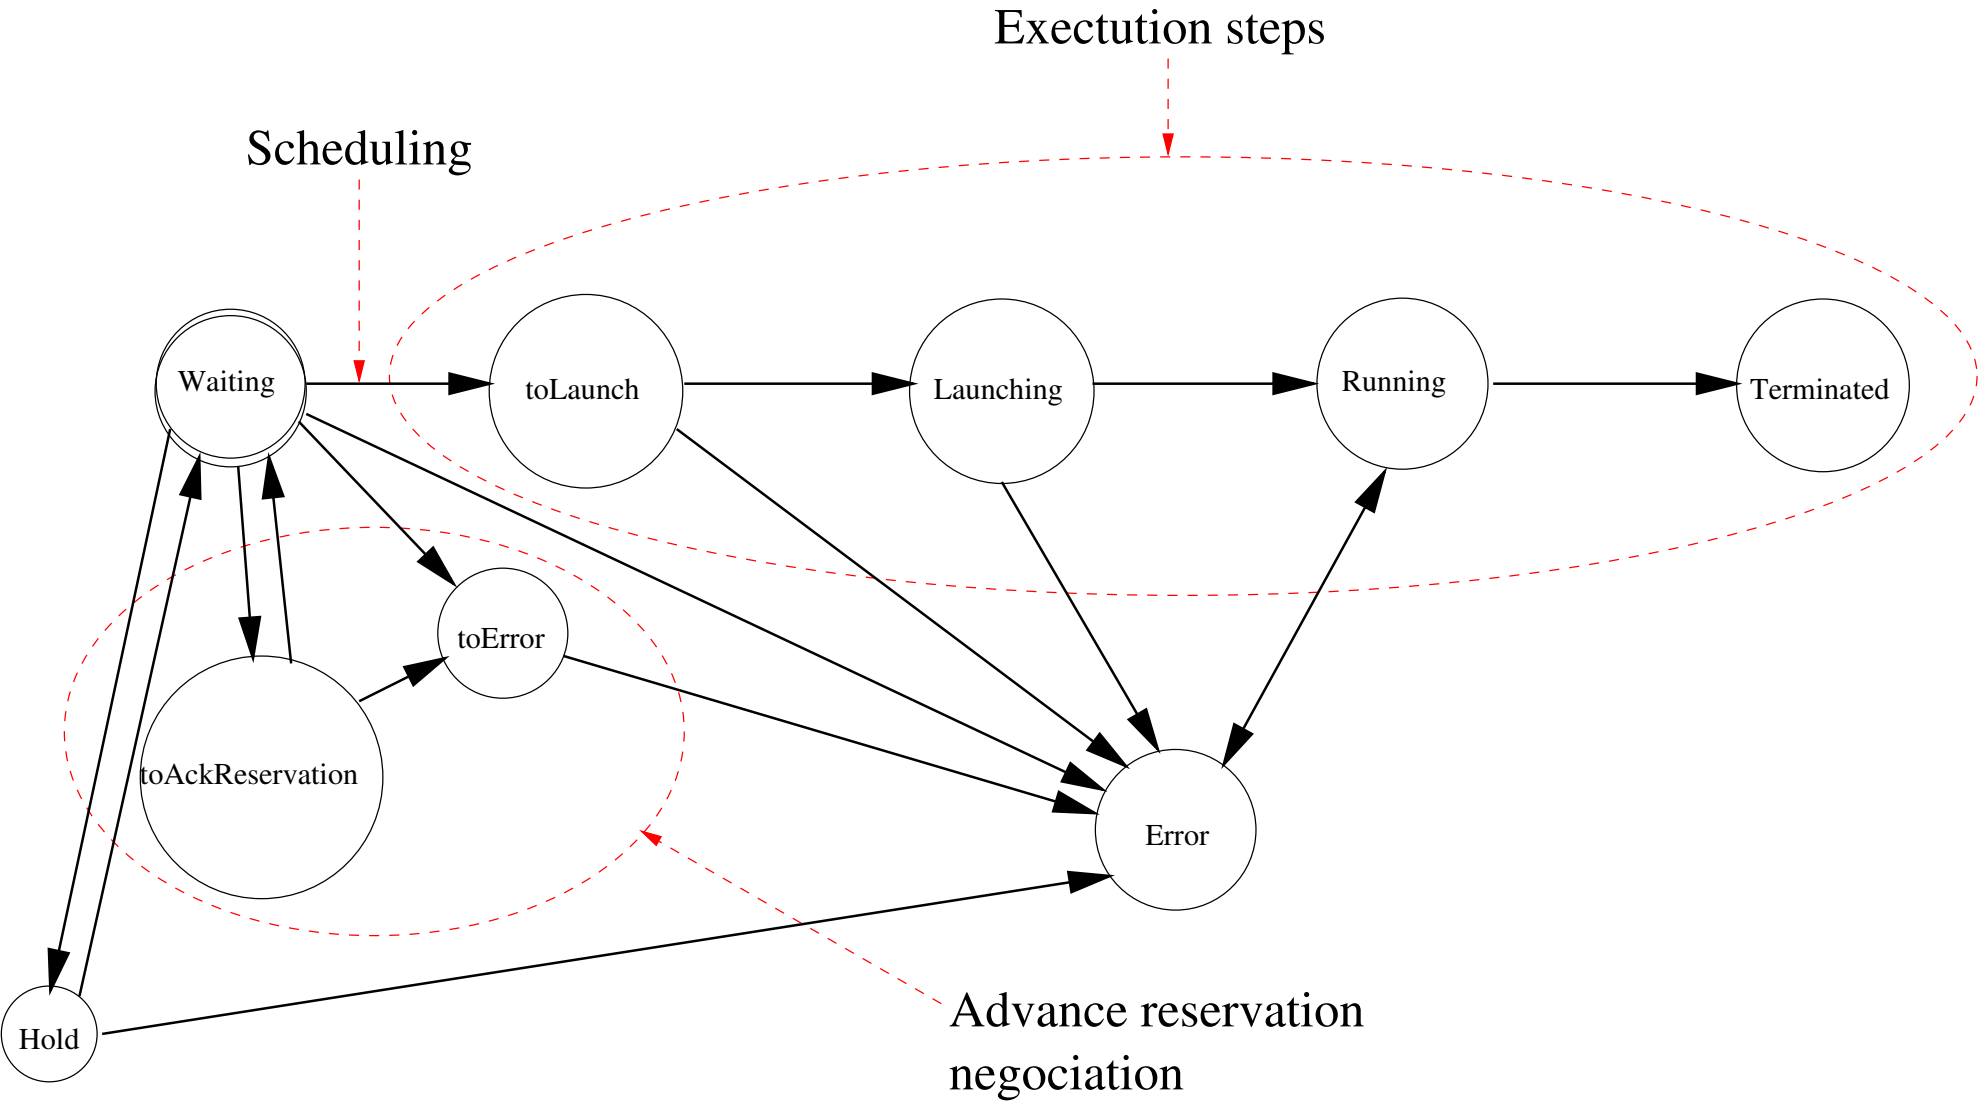 Exectution steps
Scheduling
Waiting
toLaunch
Launching
Running
Terminated
toError
toAckReservation
Error
Hold
Advance reservation
negociation